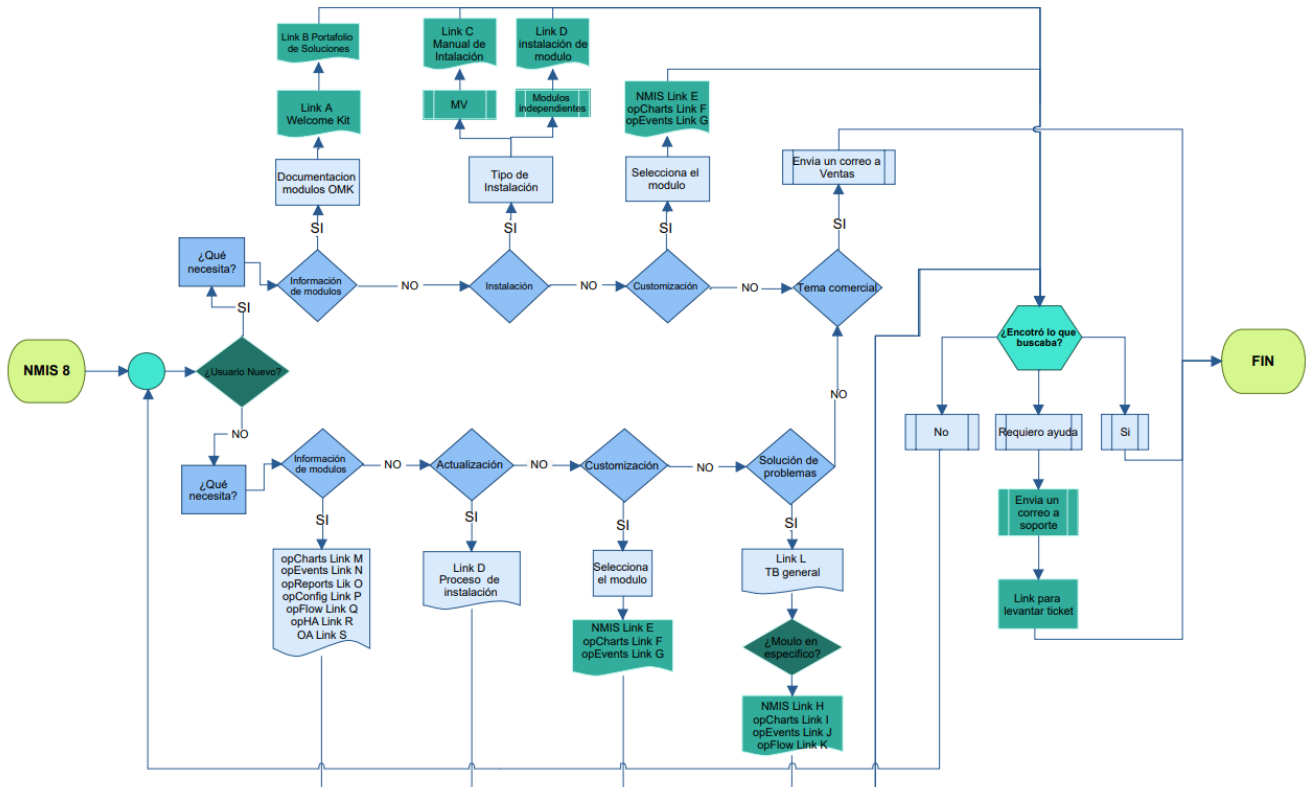 Link B Portafolio
de Soluciones
Link C
Manual de
Intalación
Link D
instalación de
modulo
Link A
Welcome Kit
MV
Modulos
independientes
NMIS Link E
opCharts Link F
opEvents Link G
Documentacion
modulos OMK
Tipo de
Instalación
Selecciona el
modulo
Envia un correo a
Ventas
SI
SI
SI
SI
¿Qué
necesita?
Información
de modulos
NO
Instalación
NO
Customización
NO
Tema comercial
SI
NMIS 8
¿Usuario Nuevo?
¿Encotró lo que
buscaba?
FIN
NO
NO
No
Requiero ayuda
Si
¿Qué
necesita?
Información
de modulos
NO
Actualización
NO
Customización
NO
Solución de
problemas
SI
SI
SI
SI
Envia un
correo a
soporte
opCharts Link M
opEvents Link N
opReports Lik O
opConfig Link P
opFlow Link Q
opHA Link R
OA Link S
Link D
Proceso de
instalación
Selecciona
el modulo
Link L
TB general
Link para
levantar ticket
NMIS Link E
opCharts Link F
opEvents Link G
¿Moulo en
especifico?
NMIS Link H
opCharts Link I
opEvents Link J
opFlow Link K